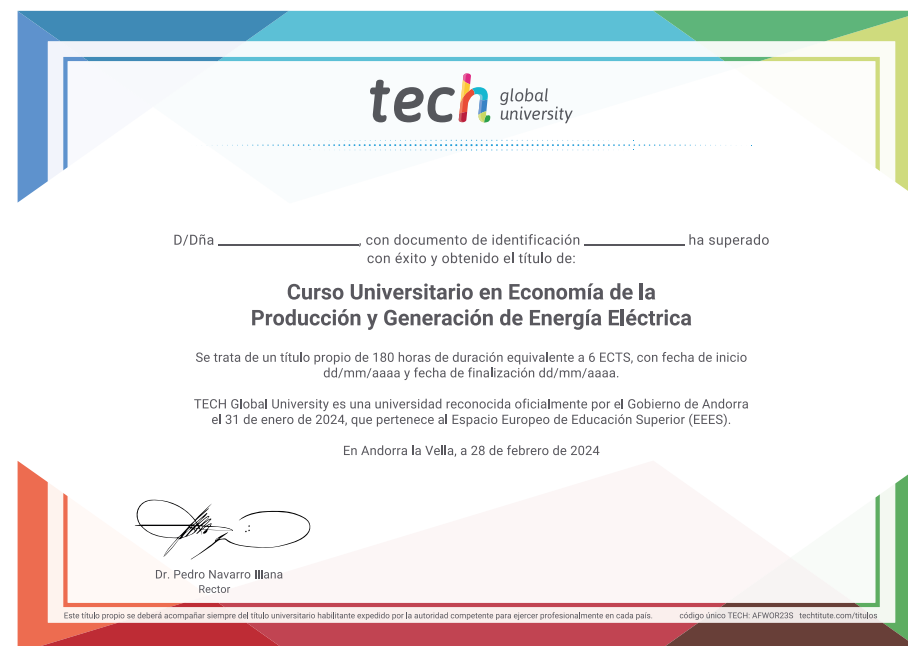 tech global
university
D/Dña ____________________, con documento de identificación ______________ ha superado
con éxito y obtenido el título de:
Curso Universitario en Economía de la
Producción y Generación de Energía Eléctrica
Se trata de un título propio de 180 horas de duración equivalente a 6 ECTS, con fecha de inicio
dd/mm/aaaa y fecha de finalización dd/mm/aaaa.
TECH Global University es una universidad reconocida oficialmente por el Gobierno de Andorra
el 31 de enero de 2024, que pertenece al Espacio Europeo de Educación Superior (EEES).
En Andorra la Vella, a 28 de febrero de 2024
Dr. Pedro Navarro Illana
Rector
Este título propio se deberá acompañar siempre del título universitario habilitante expedido por la autoridad competente para ejercer profesionalmente en cada país. código único TECH: AFWOR23S techtitute.com/titulos